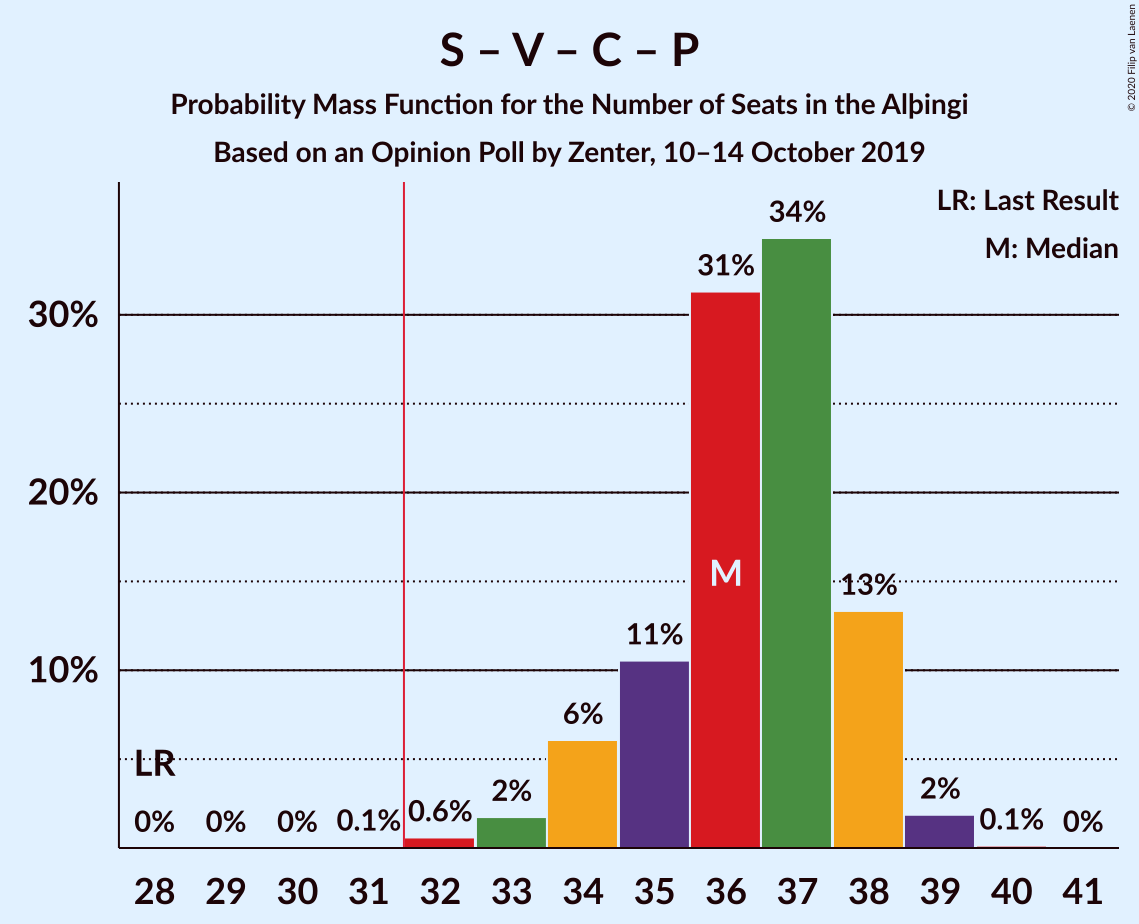 S – V – C – P
Probability Mass Function for the Number of Seats in the Alþingi
Based on an Opinion Poll by Zenter, 10–14 October 2019
© 2020 Filip van Laenen
LR: Last Result
M: Median
34%
31%
30%
20%
M
13%
11%
10%
6%
LR
2%
2%
0% 0% 0% 0.1% 0.6% 0.1% 0%
28 29 30 31 32 33 34 35 36 37 38 39 40 41